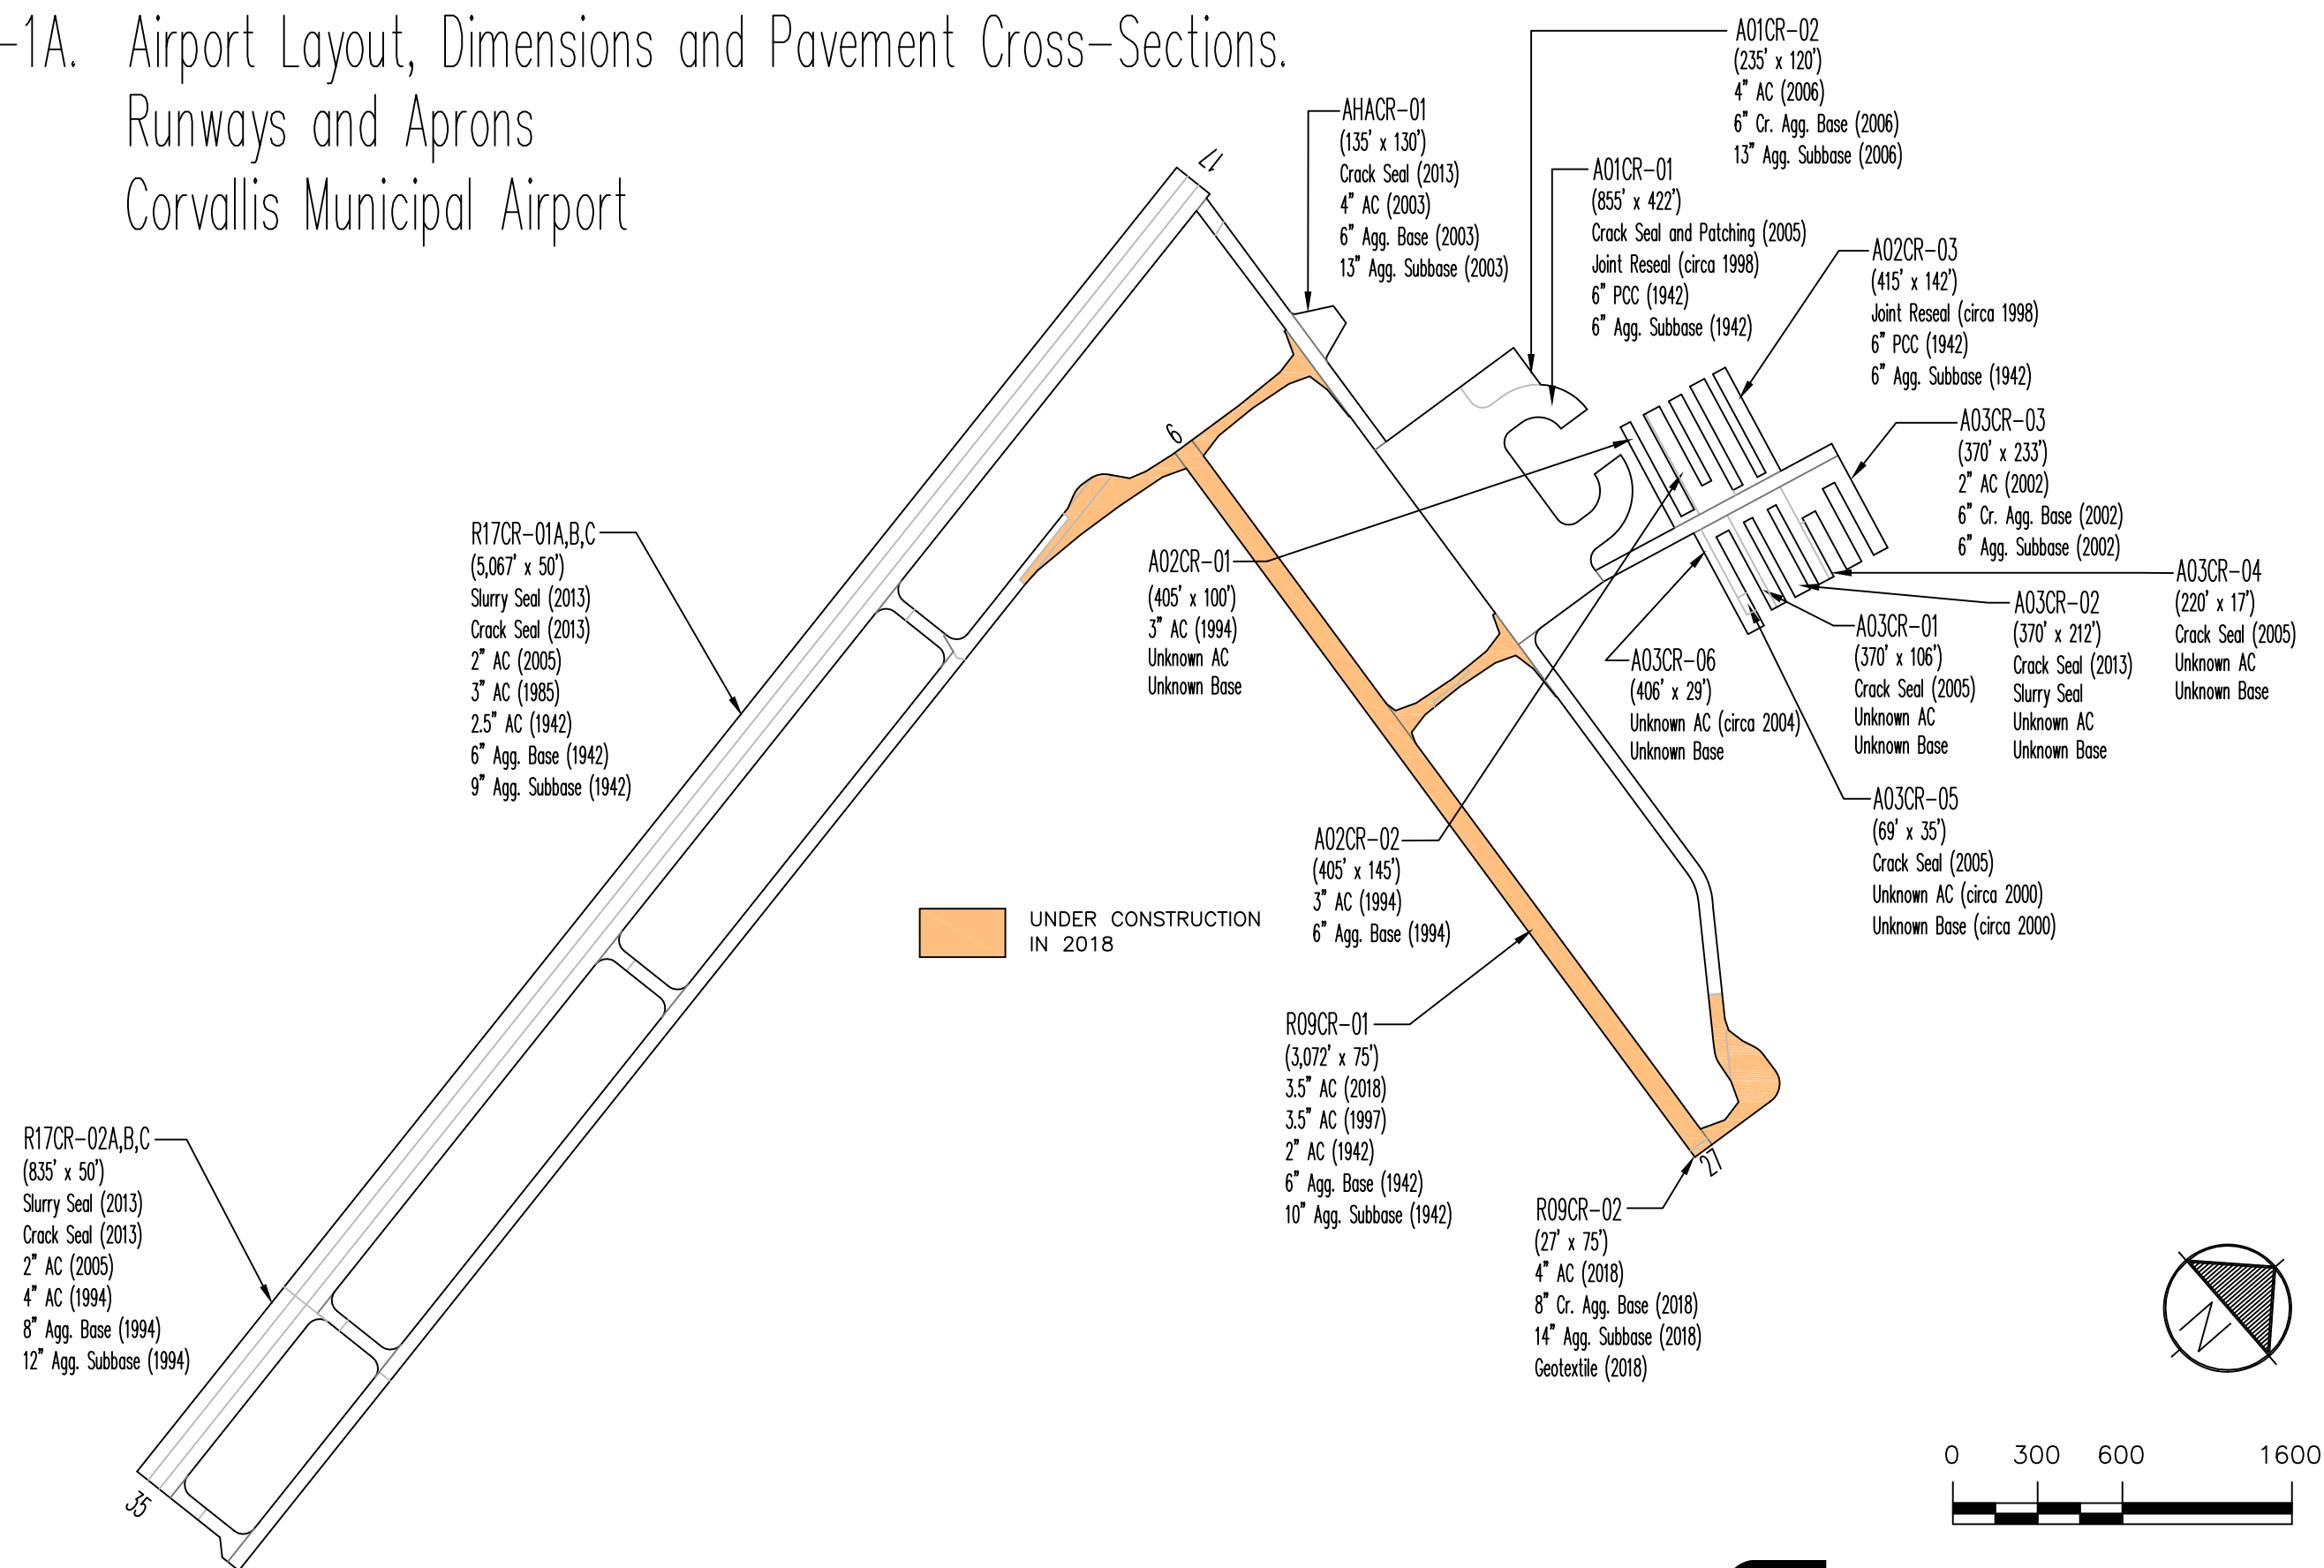 -1A. Airport Layout, Dimensions and Pavement Cross-Sections.
Runways and Aprons
Corvallis Municipal Airport
A01CR-02
(235' x 120')
4" AC (2006)
6" Cr. Agg. Base (2006)
13" Agg. Subbase (2006)
AHACR-01
(135' x 130')
Crack Seal (2013)
4" AC (2003)
6" Agg. Base (2003)
13" Agg. Subbase (2003)
A01CR-01
(855' x 422')
Crack Seal and Patching (2005)
Joint Reseal (circa 1998)
6" PCC (1942)
6" Agg. Subbase (1942)
A02CR-03
(415' x 142')
Joint Reseal (circa 1998)
6" PCC (1942)
6" Agg. Subbase (1942)
A03CR-03
(370' x 233')
2" AC (2002)
6" Cr. Agg. Base (2002)
6" Agg. Subbase (2002)
6
R17CR-01A,B,C
(5,067' x 50')
Slurry Seal (2013)
Crack Seal (2013)
2" AC (2005)
3" AC (1985)
2.5" AC (1942)
6" Agg. Base (1942)
9" Agg. Subbase (1942)
A02CR-01
(405' x 100')
3" AC (1994)
Unknown AC
Unknown Base
A03CR-04
(220' x 17')
Crack Seal (2005)
Unknown AC
Unknown Base
A03CR-02
(370' x 212')
Crack Seal (2013)
Slurry Seal
Unknown AC
Unknown Base
A03CR-01
(370' x 106')
Crack Seal (2005)
Unknown AC
Unknown Base
A03CR-06
(406' x 29')
Unknown AC (circa 2004)
Unknown Base
A03CR-05
(69' x 35')
Crack Seal (2005)
Unknown AC (circa 2000)
Unknown Base (circa 2000)
A02CR-02
(405' x 145')
3" AC (1994)
6" Agg. Base (1994)
UNDER CONSTRUCTION
IN 2018
R09CR-01
(3,072' x 75')
3.5" AC (2018)
3.5" AC (1997)
2" AC (1942)
6" Agg. Base (1942)
10" Agg. Subbase (1942)
27
R09CR-02
(27' x 75')
4" AC (2018)
8" Cr. Agg. Base (2018)
14" Agg. Subbase (2018)
Geotextile (2018)
R17CR-02A,B,C
(835' x 50')
Slurry Seal (2013)
Crack Seal (2013)
2" AC (2005)
4" AC (1994)
8" Agg. Base (1994)
12" Agg. Subbase (1994)
35
N
0 300 600 1600